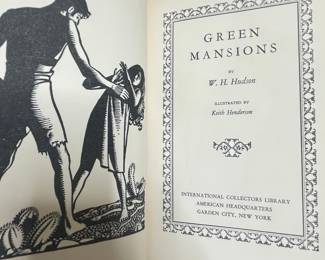 GREEN
MANSIONS
BY
W. H. Hudson
ILLUSTRATED BY
Keith Henderson
INTERNATIONAL COLLECTORS LIBRARY
AMERICAN HEADQUARTERS
GARDEN CITY, NEW YORK